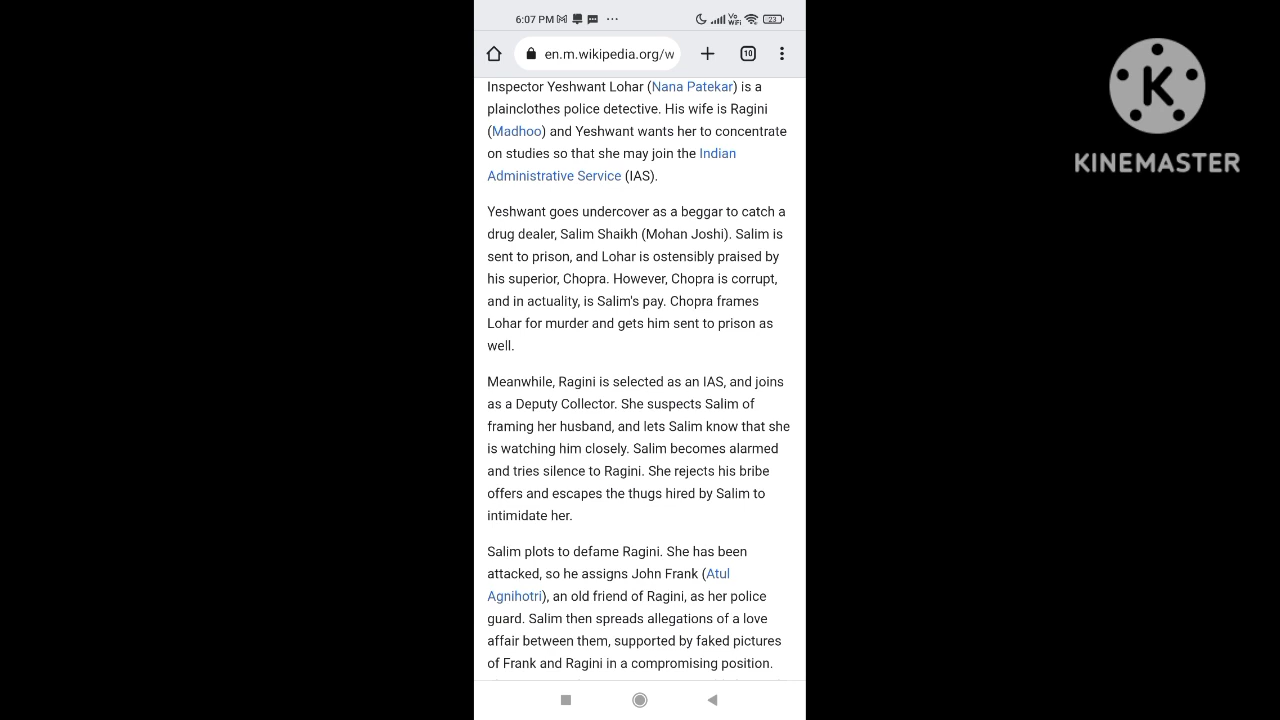 6:07 PM
Vo
WiFi
23
en.m.wikipedia.org/w
10
Inspector Yeshwant Lohar (Nana Patekar) is a
plainclothes police detective. His wife is Ragini
(Madhoo) and Yeshwant wants her to concentrate
on studies so that she may join the Indian
Administrative Service (IAS).
Yeshwant goes undercover as a beggar to catch a
drug dealer, Salim Shaikh (Mohan Joshi). Salim is
sent to prison, and Lohar is ostensibly praised by
his superior, Chopra. However, Chopra is corrupt,
and in actuality, is Salim's pay. Chopra frames
Lohar for murder and gets him sent to prison as
well.
Meanwhile, Ragini is selected as an IAS, and joins
as a Deputy Collector. She suspects Salim of
framing her husband, and lets Salim know that she
is watching him closely. Salim becomes alarmed
and tries silence to Ragini. She rejects his bribe
offers and escapes the thugs hired by Salim to
intimidate her.
Salim plots to defame Ragini. She has been
attacked, so he assigns John Frank (Atul
Agnihotri), an old friend of Ragini, as her police
guard. Salim then spreads allegations of a love
affair between them, supported by faked pictures
of Frank and Ragini in a compromising position.
K
KINEMASTER